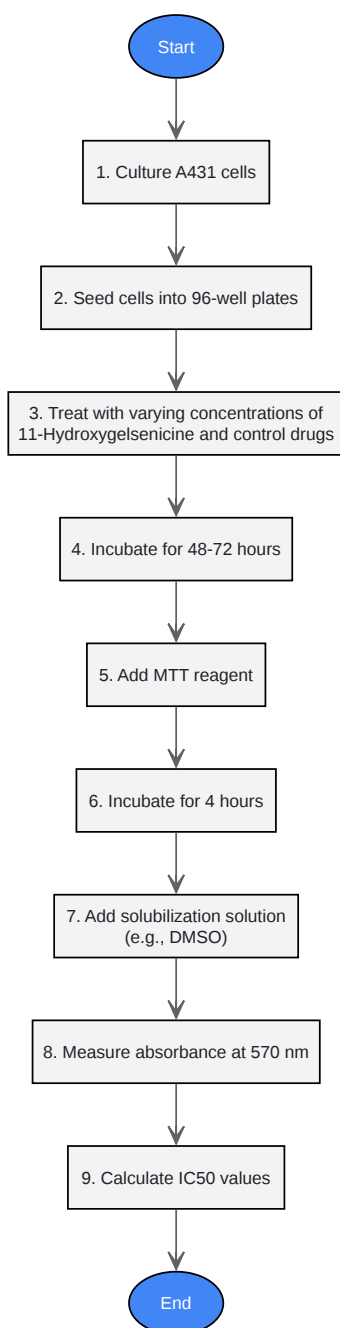 Start
1. Culture A431 cells
2. Seed cells into 96-well plates
3. Treat with varying concentrations of
11-Hydroxygelsenicine and control drugs
4. Incubate for 48-72 hours
5. Add MTT reagent
6. Incubate for 4 hours
7. Add solubilization solution
(e.g., DMSO)
8. Measure absorbance at 570 nm
9. Calculate IC50 values
End